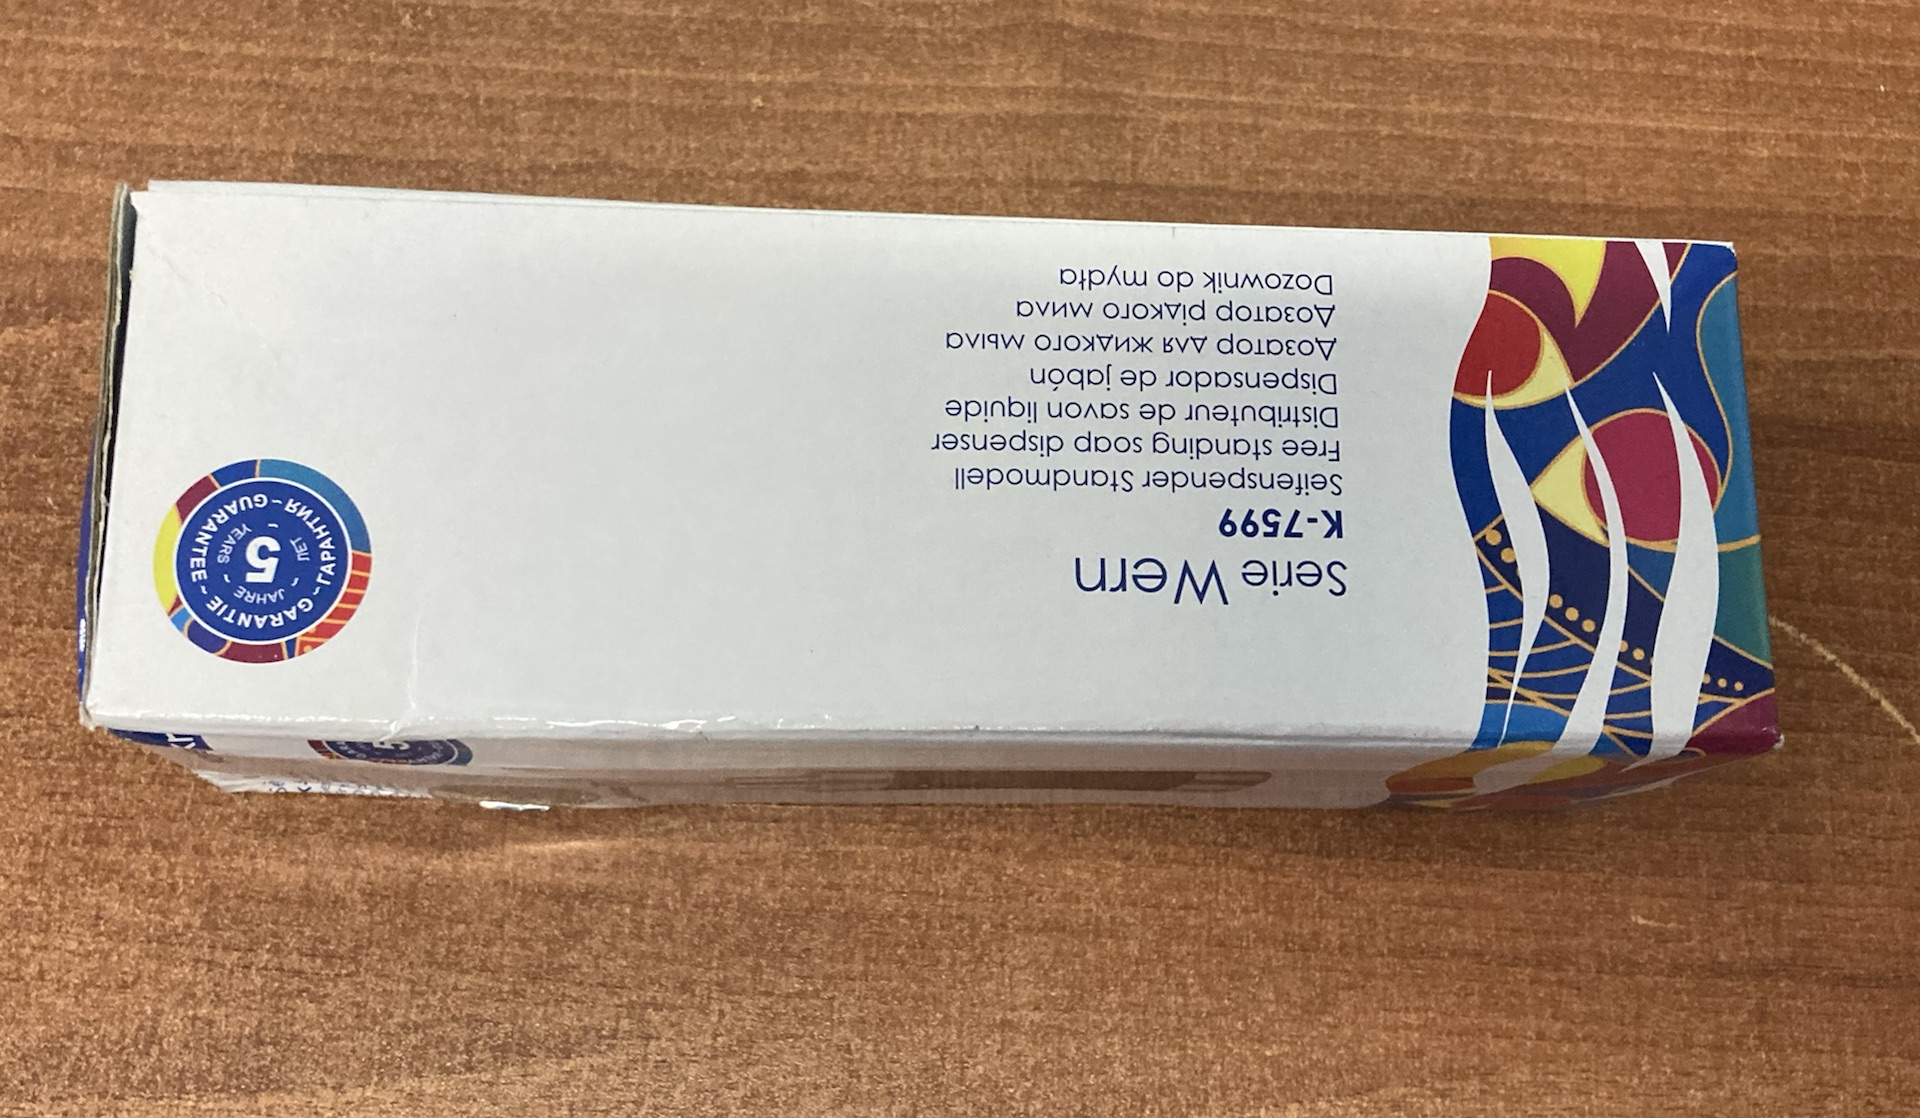 Serie Wern
K-7599
Seifenspender Standmodell
Free standing soap dispenser
Distributeur de savon liquide
Dispensador de jabón
Дозатор для жидкого мыла
Дозатор рідкого мила
Dozownik do mydła
GARANTIE - GUARANTEE - ГАРАНТИЯ -
JAHRE - YEARS - ЛЕТ -
5
5